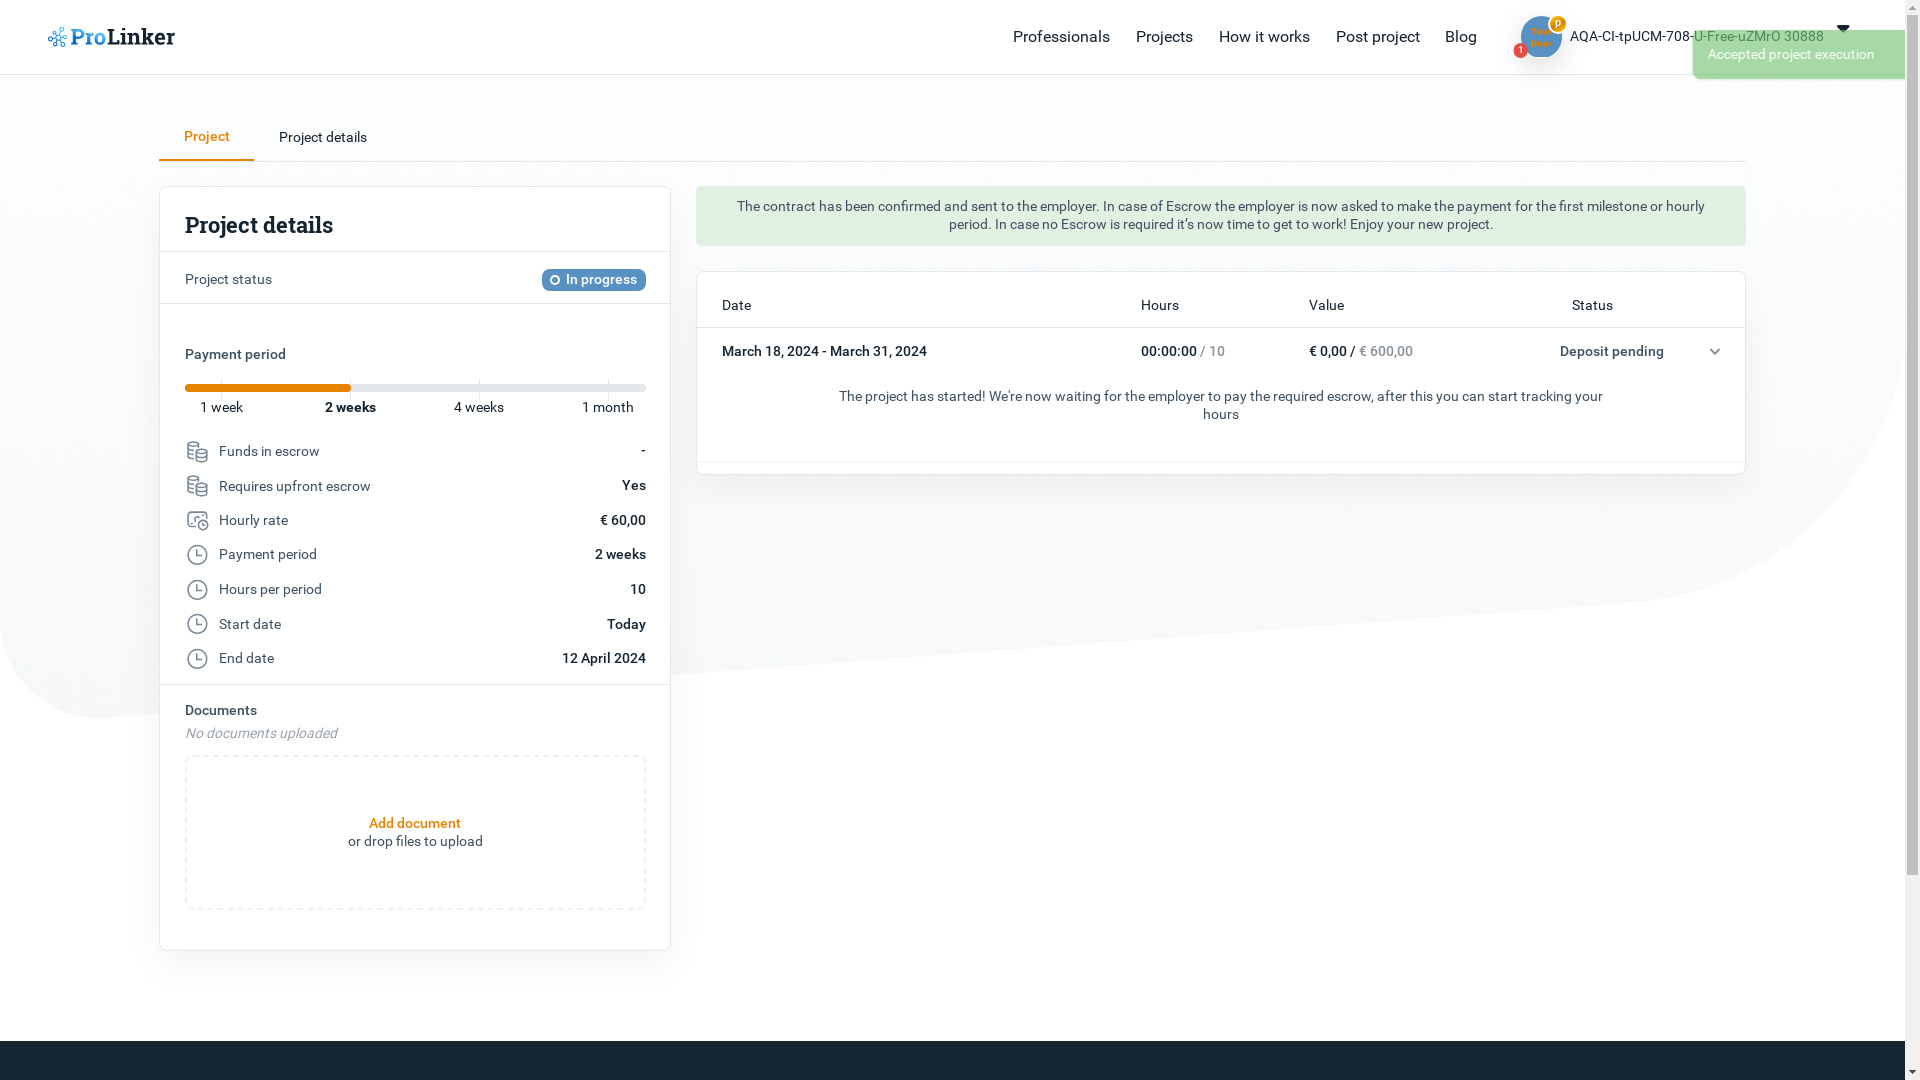 ProLinker
Professionals
Projects
How it works
Post project
Blog
P
1
AQA-CI-tpUCM-708-U-Free-uZMrO 30888
Accepted project execution
Project
Project details
Project details
Project status
In progress
Payment period
1 week
2 weeks
4 weeks
1 month
Funds in escrow
-
Requires upfront escrow
Yes
Hourly rate
€ 60,00
Payment period
2 weeks
Hours per period
10
Start date
Today
End date
12 April 2024
Documents
No documents uploaded
Add document
or drop files to upload
The contract has been confirmed and sent to the employer. In case of Escrow the employer is now asked to make the payment for the first milestone or hourly
period. In case no Escrow is required it’s now time to get to work! Enjoy your new project.
Date
Hours
Value
Status
March 18, 2024 - March 31, 2024
00:00:00 / 10
€ 0,00 / € 600,00
Deposit pending
The project has started! We're now waiting for the employer to pay the required escrow, after this you can start tracking your
hours